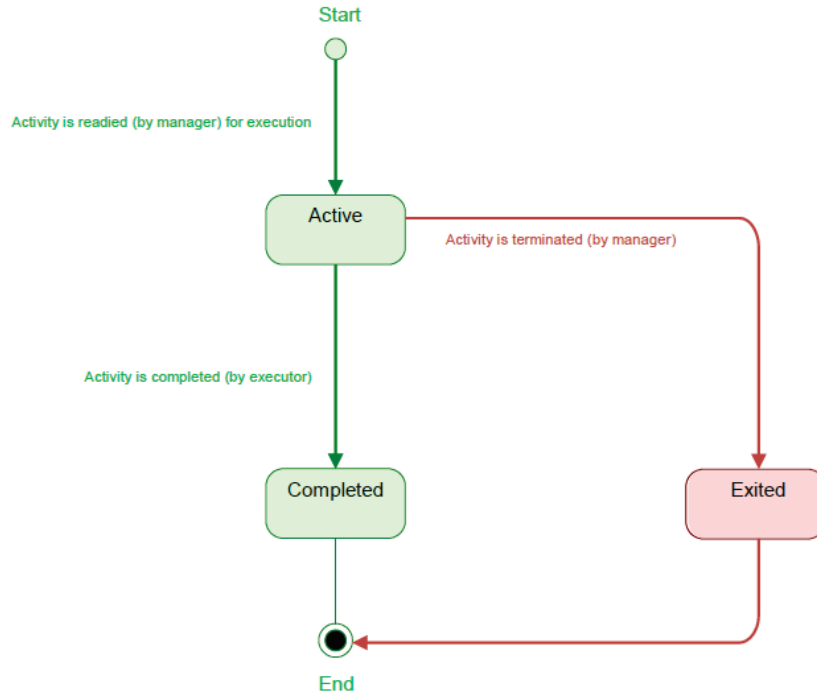 Start
Activity is readied (by manager) for execution
Active
Activity is terminated (by manager)
Activity is completed (by executor)
Completed
Exited
End